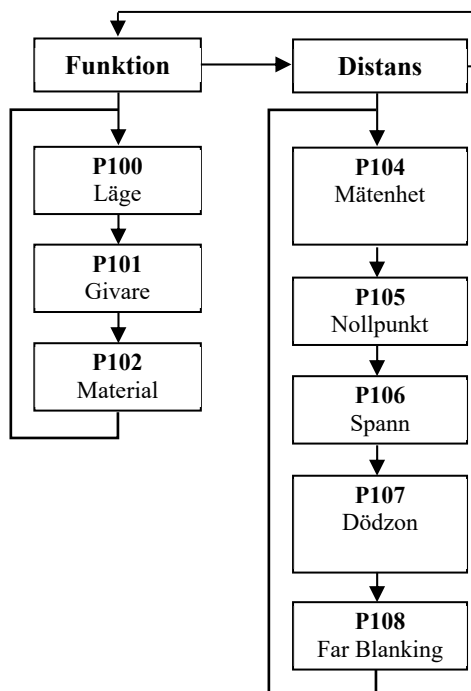 Funktion
P100
Läge
P101
Givare
P102
Material
Distans
P104
Mätenhet
P105
Nollpunkt
P106
Spann
P107
Dödzon
P108
Far Blanking